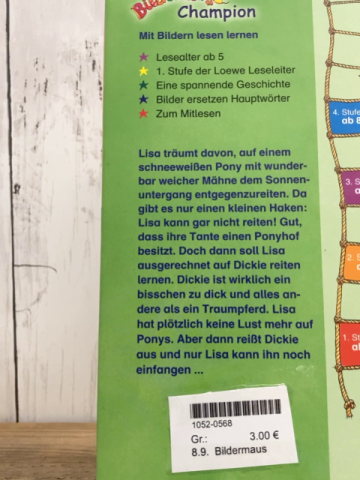 Champion
Mit Bildern lesen lernen
Lesealter ab 5
1. Stufe der Loewe Leseleiter
Eine spannende Geschichte
Bilder ersetzen Hauptwörter
Zum Mitlesen
Lisa träumt davon, auf einem
schneeweißen Pony mit wunder-
bar weicher Mähne dem Sonnen-
untergang entgegenzureiten. Da
gibt es nur einen kleinen Haken:
Lisa kann gar nicht reiten! Gut,
dass ihre Tante einen Ponyhof
besitzt. Doch dann soll Lisa
ausgerechnet auf Dickie reiten
lernen. Dickie ist wirklich ein
bisschen zu dick und alles an-
dere als ein Traumpferd. Lisa
hat plötzlich keine Lust mehr auf
Ponys. Aber dann reißt Dickie
aus und nur Lisa kann ihn noch
einfangen ...
4. Stufe
ab
3. S
2. S
1. St
1052-0568
Gr.: 3.00 €
8.9. Bildermaus